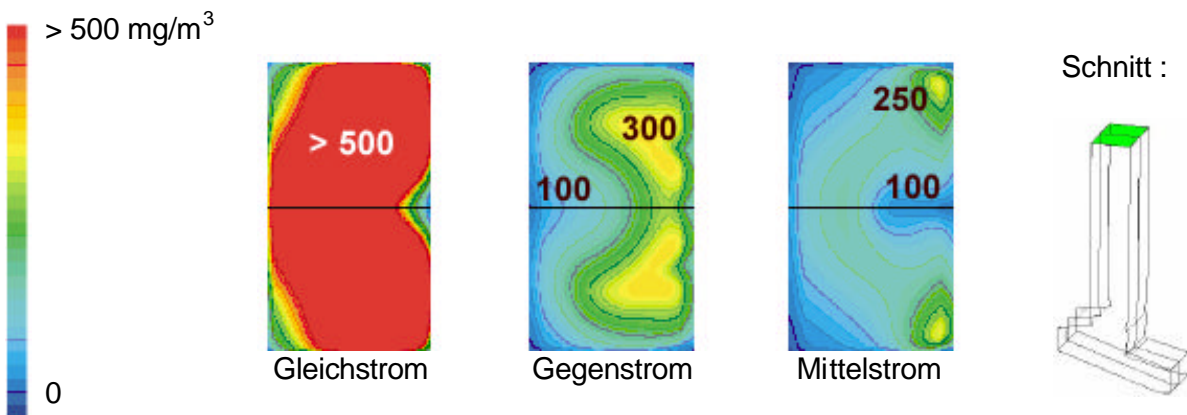 > 500 mg/m³
0
> 500
Gleichstrom
300
100
Gegenstrom
250
100
Mittelstrom
Schnitt :